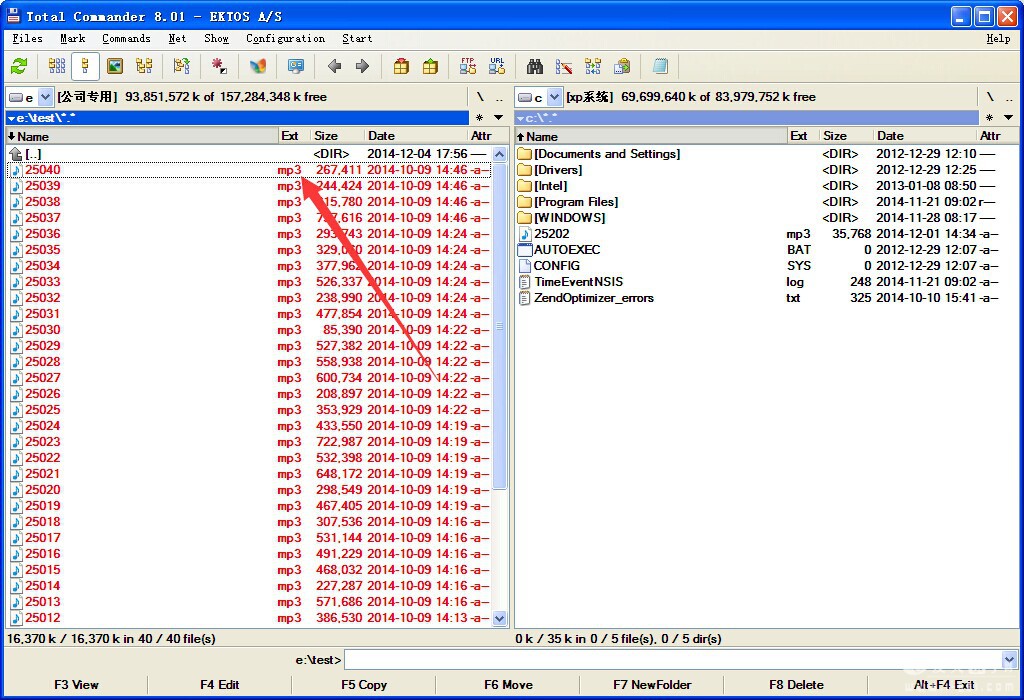 Total Commander 8.01 - EKTOS A/S
Files Mark Commands Net Show Configuration Start Help
FTP URL
e [公司专用] 93,851,572 k of 157,284,348 k free \ ..
c [xp系统] 69,699,640 k of 83,979,752 k free \ ..
e:\test\*.* * 
c:\*.* *
Name Ext Size Date Attr
[..] <DIR> 2014-12-04 17:56 ----
25040 mp3 267,411 2014-10-09 14:46 -a--
25039 mp3 244,424 2014-10-09 14:46 -a--
25038 mp3 15,780 2014-10-09 14:46 -a--
25037 mp3 616 2014-10-09 14:46 -a--
25036 mp3 293,743 2014-10-09 14:24 -a--
25035 mp3 329, 2014-10-09 14:24 -a--
25034 mp3 377,962 2014-10-09 14:24 -a--
25033 mp3 526,337 2014-10-09 14:24 -a--
25032 mp3 238,990 2014-10-09 14:24 -a--
25031 mp3 477,854 2014-10-09 14:24 -a--
25030 mp3 85,390 2014-10-09 14:22 -a--
25029 mp3 527,382 2014-10-09 14:22 -a--
25028 mp3 558,938 2014-10-09 14:22 -a--
25027 mp3 600,734 2014-10-09 14:22 -a--
25026 mp3 208,897 2014-10-09 14:22 -a--
25025 mp3 353,929 2014-10-09 14:22 -a--
25024 mp3 433,550 2014-10-09 14:19 -a--
25023 mp3 722,987 2014-10-09 14:19 -a--
25022 mp3 532,398 2014-10-09 14:19 -a--
25021 mp3 648,172 2014-10-09 14:19 -a--
25020 mp3 298,549 2014-10-09 14:19 -a--
25019 mp3 467,405 2014-10-09 14:19 -a--
25018 mp3 307,536 2014-10-09 14:16 -a--
25017 mp3 531,144 2014-10-09 14:16 -a--
25016 mp3 491,229 2014-10-09 14:16 -a--
25015 mp3 468,032 2014-10-09 14:16 -a--
25014 mp3 227,287 2014-10-09 14:16 -a--
25013 mp3 571,686 2014-10-09 14:16 -a--
25012 mp3 386,530 2014-10-09 14:13 -a--
16,370 k / 16,370 k in 40 / 40 file(s)
Name Ext Size Date Attr
[Documents and Settings] <DIR> 2012-12-29 12:10 ----
[Drivers] <DIR> 2012-12-29 12:25 ----
[Intel] <DIR> 2013-01-08 08:50 ----
[Program Files] <DIR> 2014-11-21 09:02 r---
[WINDOWS] <DIR> 2014-11-28 08:17 ----
25202 mp3 35,768 2014-12-01 14:34 -a--
AUTOEXEC BAT 0 2012-12-29 12:07 -a--
CONFIG SYS 0 2012-12-29 12:07 -a--
TimeEventNSIS log 248 2014-11-21 09:02 -a--
ZendOptimizer_errors txt 325 2014-10-10 15:41 -a--
0 k / 35 k in 0 / 5 file(s), 0 / 5 dir(s)
e:\test>
F3 View F4 Edit F5 Copy F6 Move F7 NewFolder F8 Delete Alt+F4 Exit